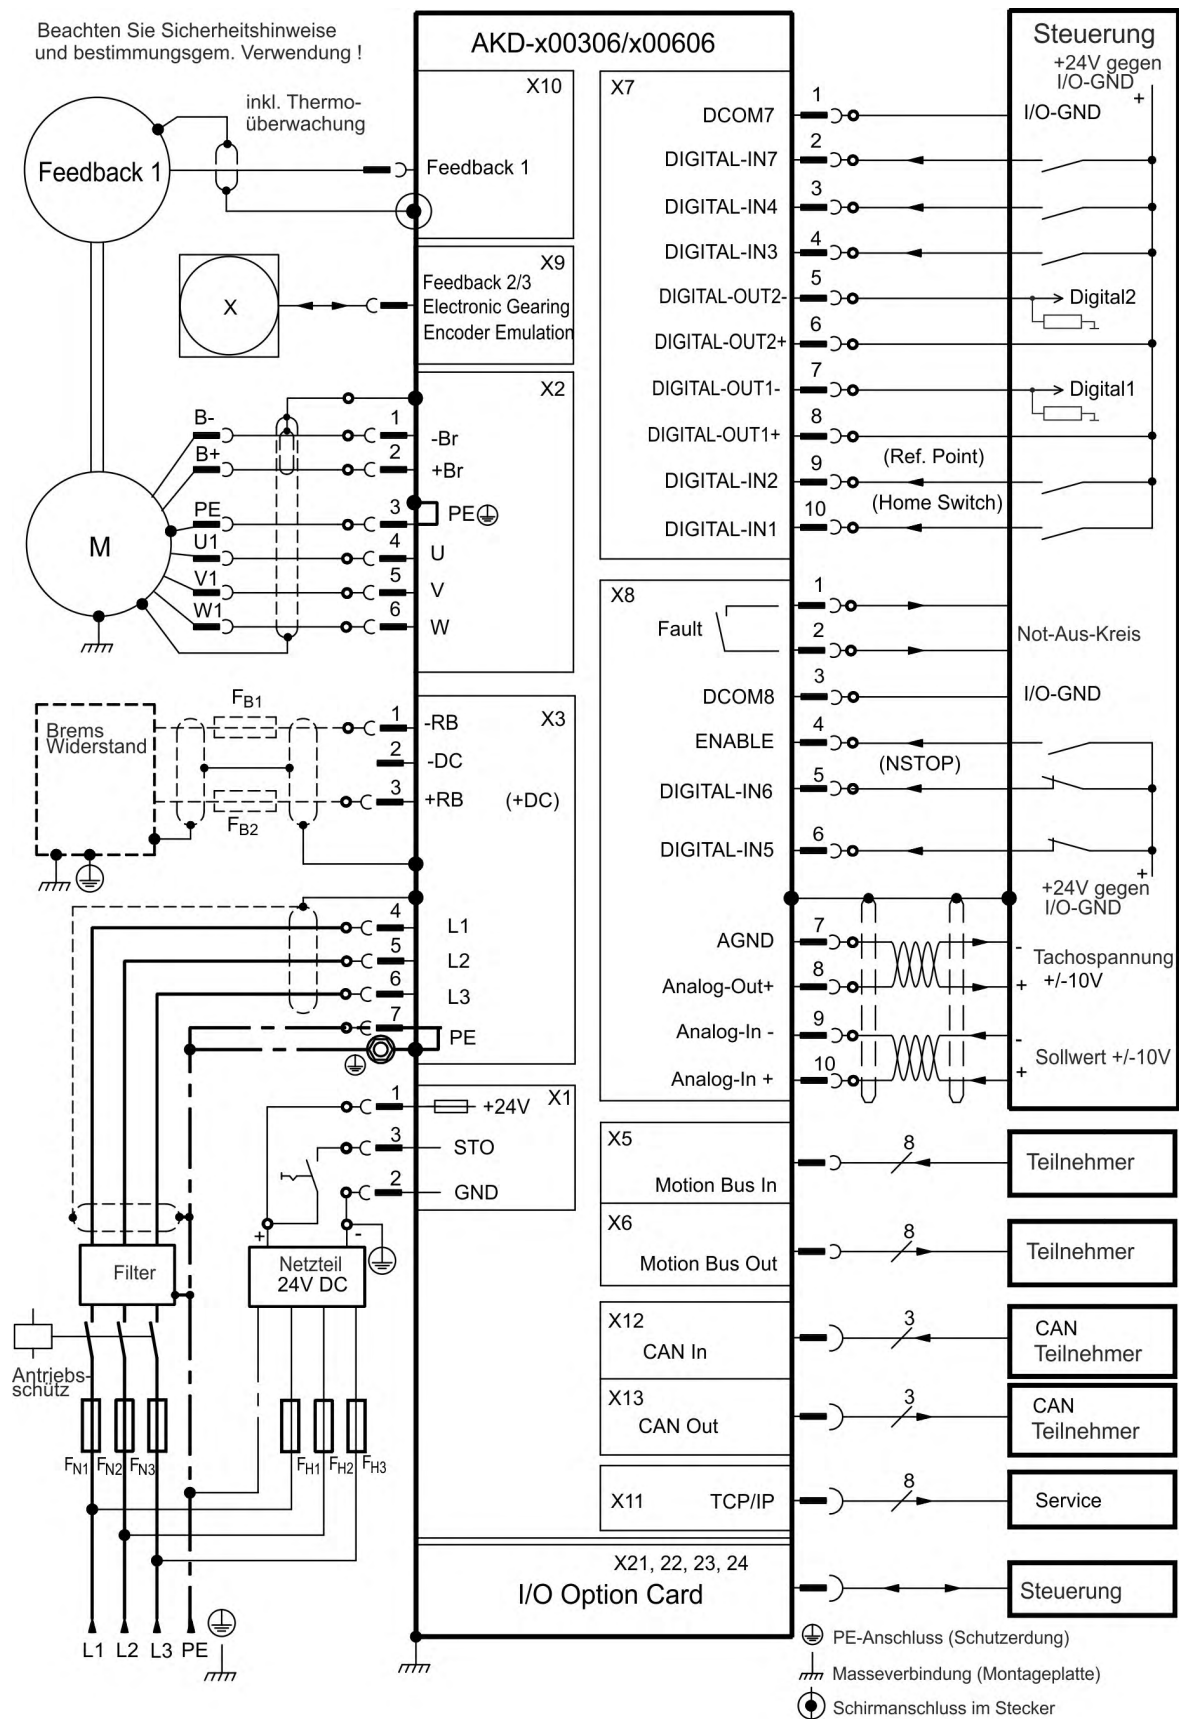 Beachten Sie Sicherheitshinweise
und bestimmungsgem. Verwendung !
AKD-x00306/x00606
Steuerung
+24V gegen
I/O-GND
+
inkl. Thermo-
überwachung
Feedback 1
X10
Feedback 1
X
X9
Feedback 2/3
Electronic Gearing
Encoder Emulation
X2
B-
1
-Br
B+
2
+Br
PE
3
PE
U1
4
U
V1
5
V
W1
6
W
M
Brems
Widerstand
FB1
FB2
X3
1
-RB
2
-DC
3
+RB
(+DC)
4
L1
5
L2
6
L3
7
PE
X1
1
+24V
3
STO
2
GND
+
-
Netzteil
24V DC
Filter
Antriebs-
schütz
FN1
FN2
FN3
FH1
FH2
FH3
L1
L2
L3
PE
X7
DCOM7
1
I/O-GND
DIGITAL-IN7
2
DIGITAL-IN4
3
DIGITAL-IN3
4
DIGITAL-OUT2-
5
Digital2
DIGITAL-OUT2+
6
DIGITAL-OUT1-
7
Digital1
DIGITAL-OUT1+
8
DIGITAL-IN2
9
(Ref. Point)
DIGITAL-IN1
10
(Home Switch)
X8
Fault
1
2
Not-Aus-Kreis
DCOM8
3
I/O-GND
ENABLE
4
DIGITAL-IN6
5
(NSTOP)
DIGITAL-IN5
6
+
+24V gegen
I/O-GND
AGND
7
-
Tachospannung
+/-10V
Analog-Out+
8
+
Analog-In -
9
-
Sollwert +/-10V
Analog-In +
10
+
X5
Motion Bus In
8
Teilnehmer
X6
Motion Bus Out
8
Teilnehmer
X12
CAN In
3
CAN
Teilnehmer
X13
CAN Out
3
CAN
Teilnehmer
X11
TCP/IP
8
Service
X21, 22, 23, 24
I/O Option Card
Steuerung
PE-Anschluss (Schutzerdung)
Masseverbindung (Montageplatte)
Schirmanschluss im Stecker